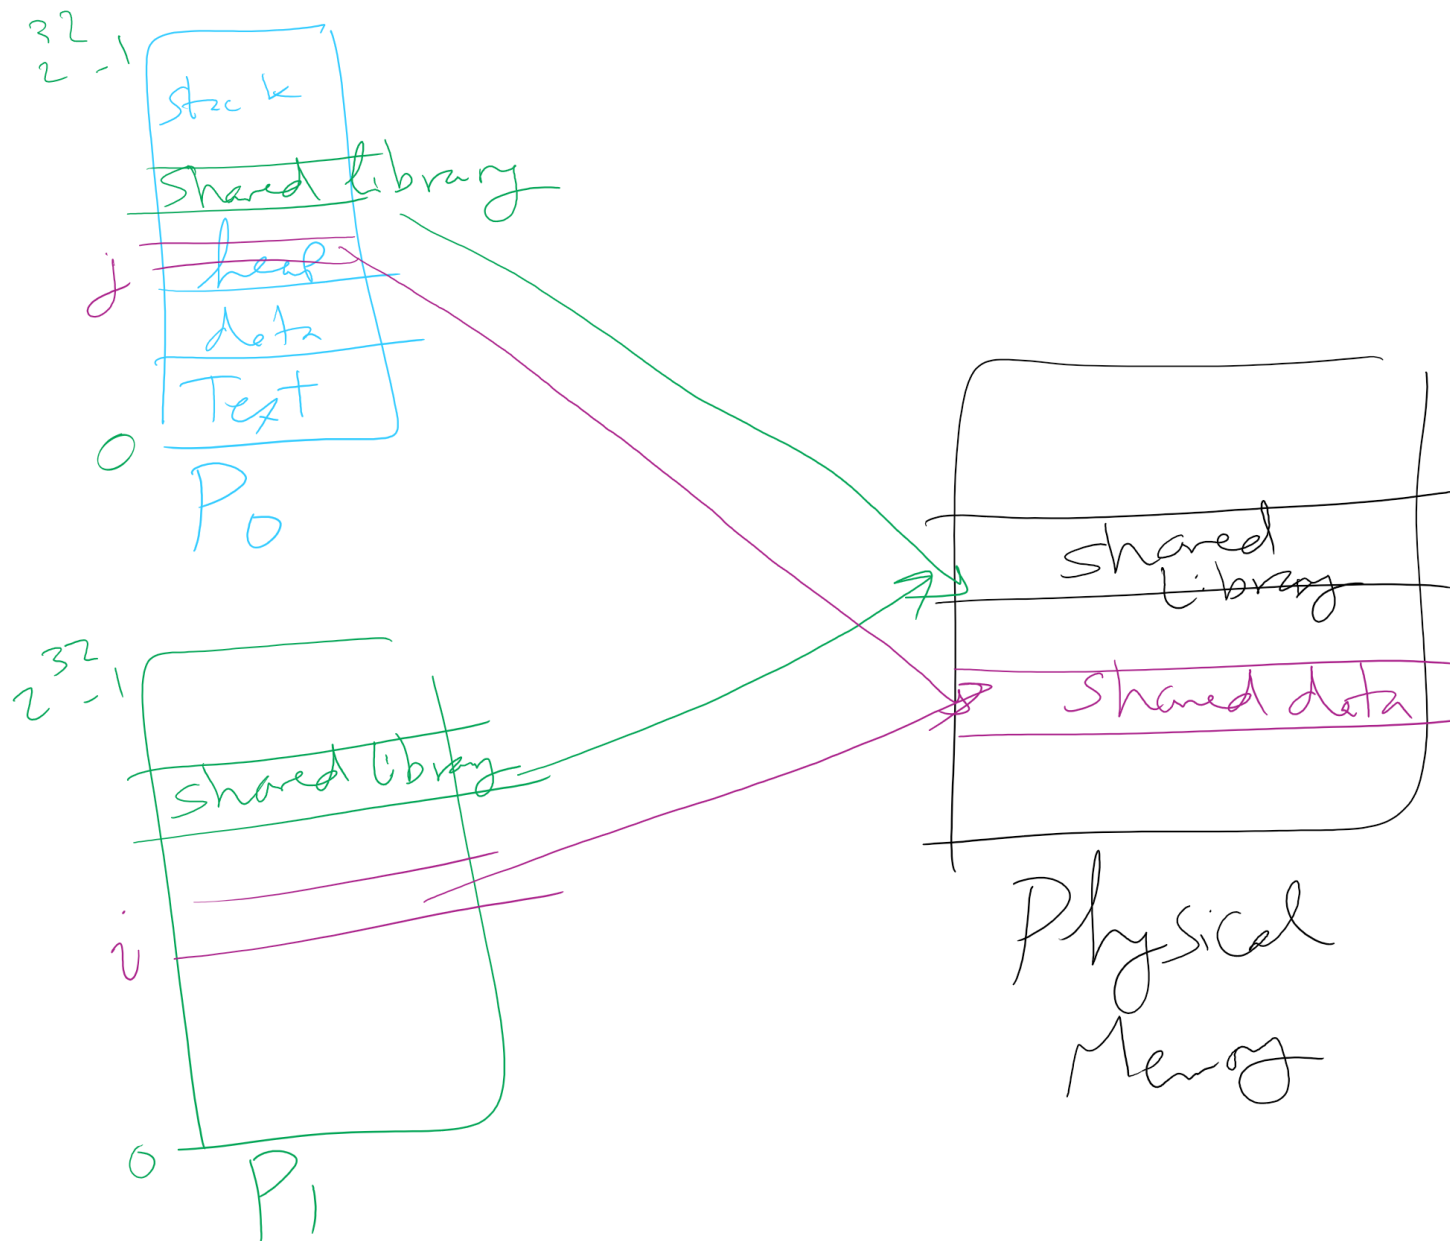 2^32 - 1
stack
shared library
j
heap
data
Text
0
P0
2^32 - 1
shared library
i
0
P1
shared
Library
shared data
Physical
Memory